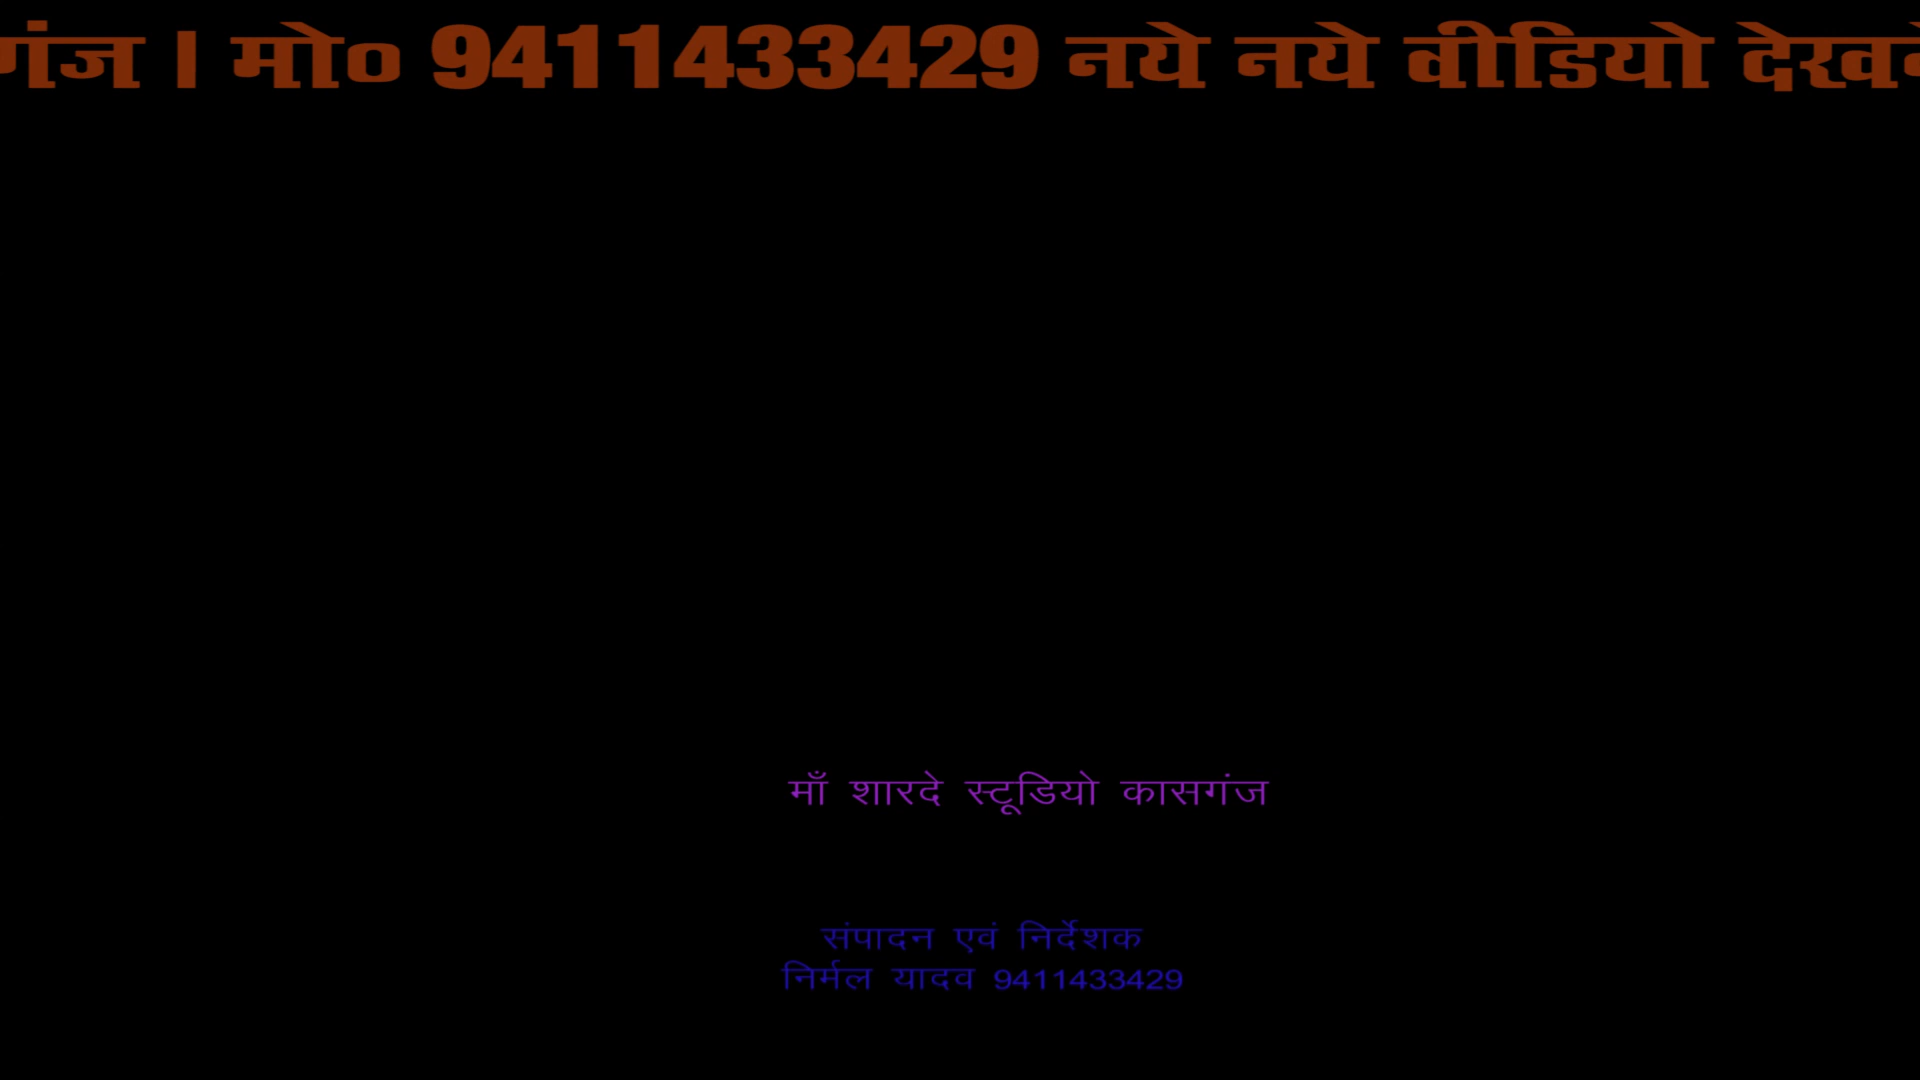 गंज । मो० 9411433429 नये नये वीडियो
माँ शारदे स्टूडियो कासगंज
संपादन एवं निर्देशक
निर्मल यादव 9411433429